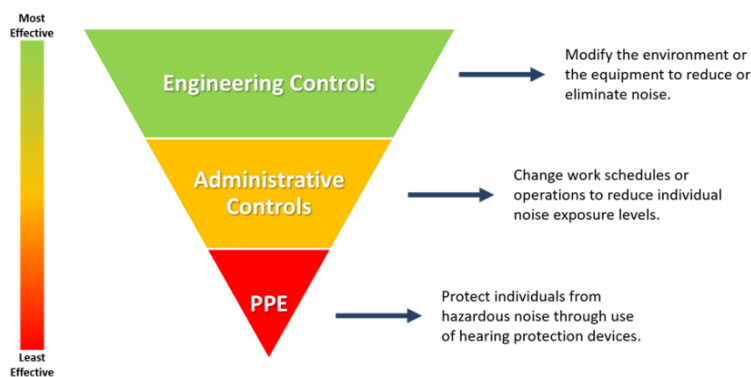 Most
Effective
Engineering Controls
Modify the environment or
the equipment to reduce or
eliminate noise.
Administrative
Controls
Change work schedules or
operations to reduce individual
noise exposure levels.
PPE
Protect individuals from
hazardous noise through use
of hearing protection devices.
Least
Effective